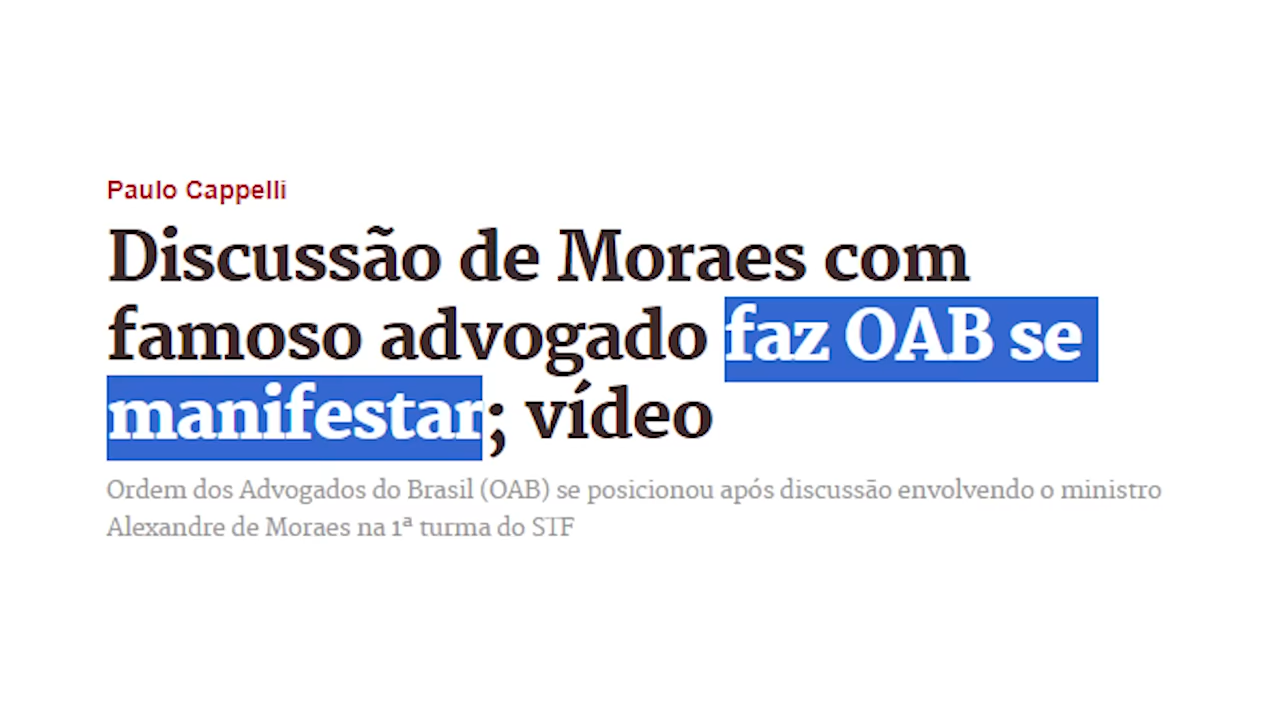 Paulo Cappelli
Discussão de Moraes com
famoso advogado faz OAB se
manifestar; vídeo
Ordem dos Advogados do Brasil (OAB) se posicionou após discussão envolvendo o ministro
Alexandre de Moraes na 1ª turma do STF